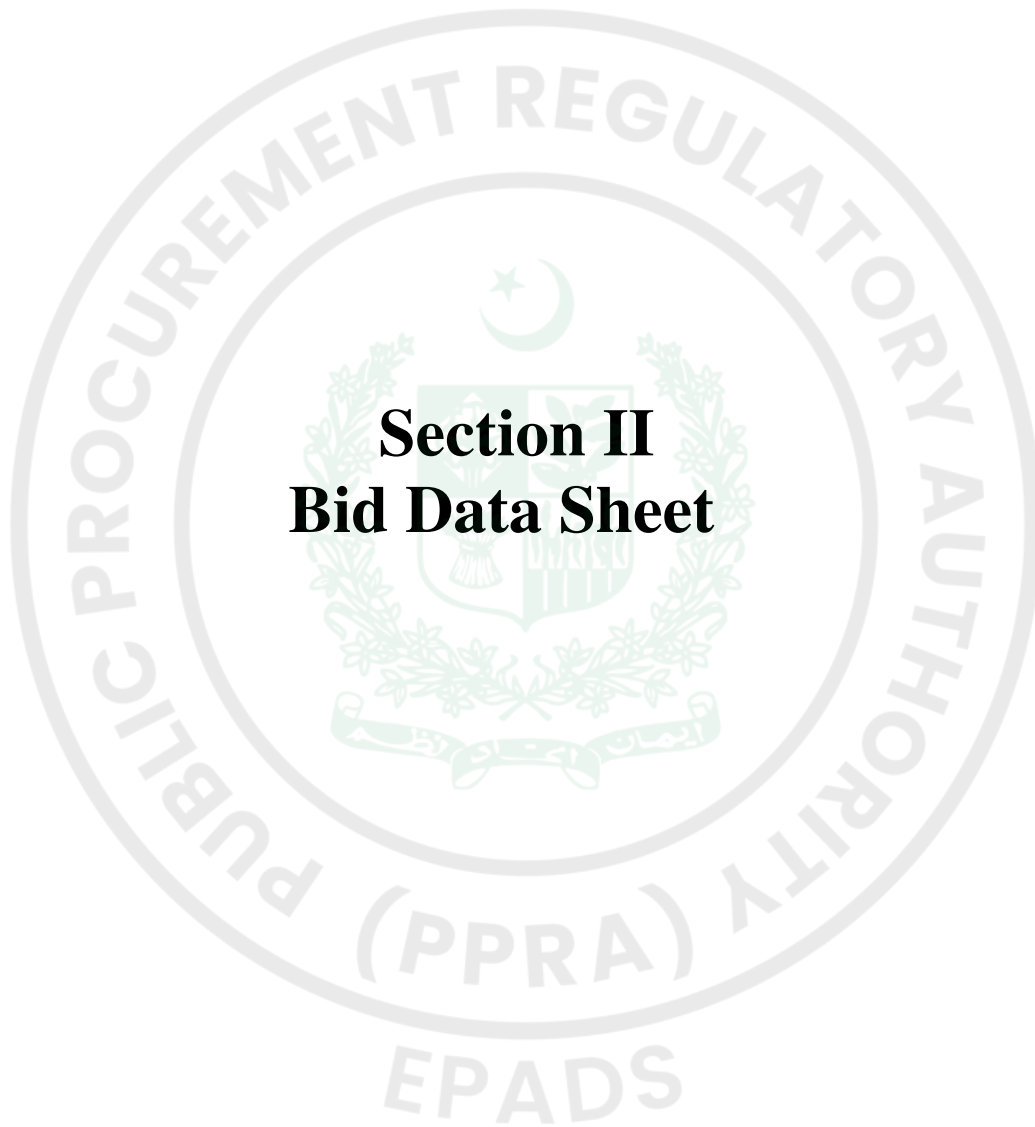 PUBLIC PROCUREMENT REGULATORY AUTHORITY
Section II
Bid Data Sheet
(PPRA)
EPADS